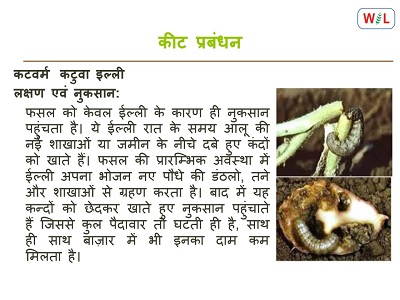 W L
कीट प्रबंधन
कटवर्म कटुवा इल्ली
लक्षण एवं नुकसान:
फसल को केवल ईल्ली के कारण ही नुकसान
पहुंचता है। ये ईल्ली रात के समय आलू की
नई शाखाओं या जमीन के नीचे दबे हुए कंदों
को खाते हैं। फसल की प्रारम्भिक अवस्था में
ईल्ली अपना भोजन नए पौधे की डंठलो, तने
और शाखाओं से ग्रहण करता है। बाद में यह
कन्दों को छेदकर खाते हुए नुकसान पहुंचाते
हैं जिससे कुल पैदावार तो घटती ही है, साथ
ही साथ बाज़ार में भी इनका दाम कम
मिलता है।